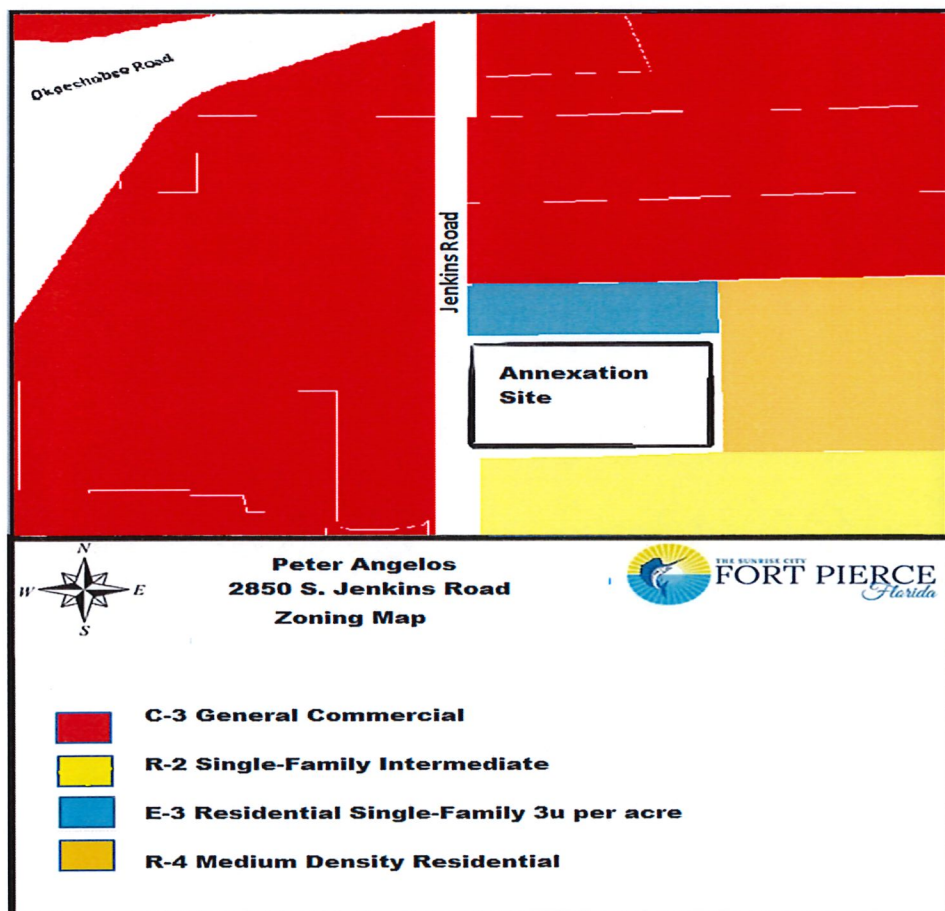 Okeechobee Road
Jenkins Road
Annexation
Site
N
W
E
S
Peter Angelos
2850 S. Jenkins Road
Zoning Map
THE SUNRISE CITY
FORT PIERCE
Florida
C-3 General Commercial
R-2 Single-Family Intermediate
E-3 Residential Single-Family 3u per acre
R-4 Medium Density Residential